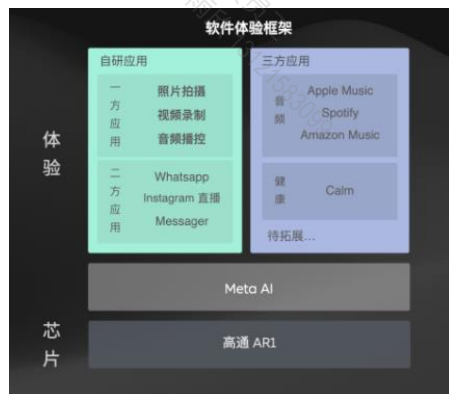 软件体验框架
自研应用
三方应用
一方应用
照片拍摄
视频录制
音频播控
音频
Apple Music
Spotify
Amazon Music
体验
二方应用
Whatsapp
Instagram 直播
Messager
健康
Calm
待拓展...
Meta AI
芯片
高通 AR1